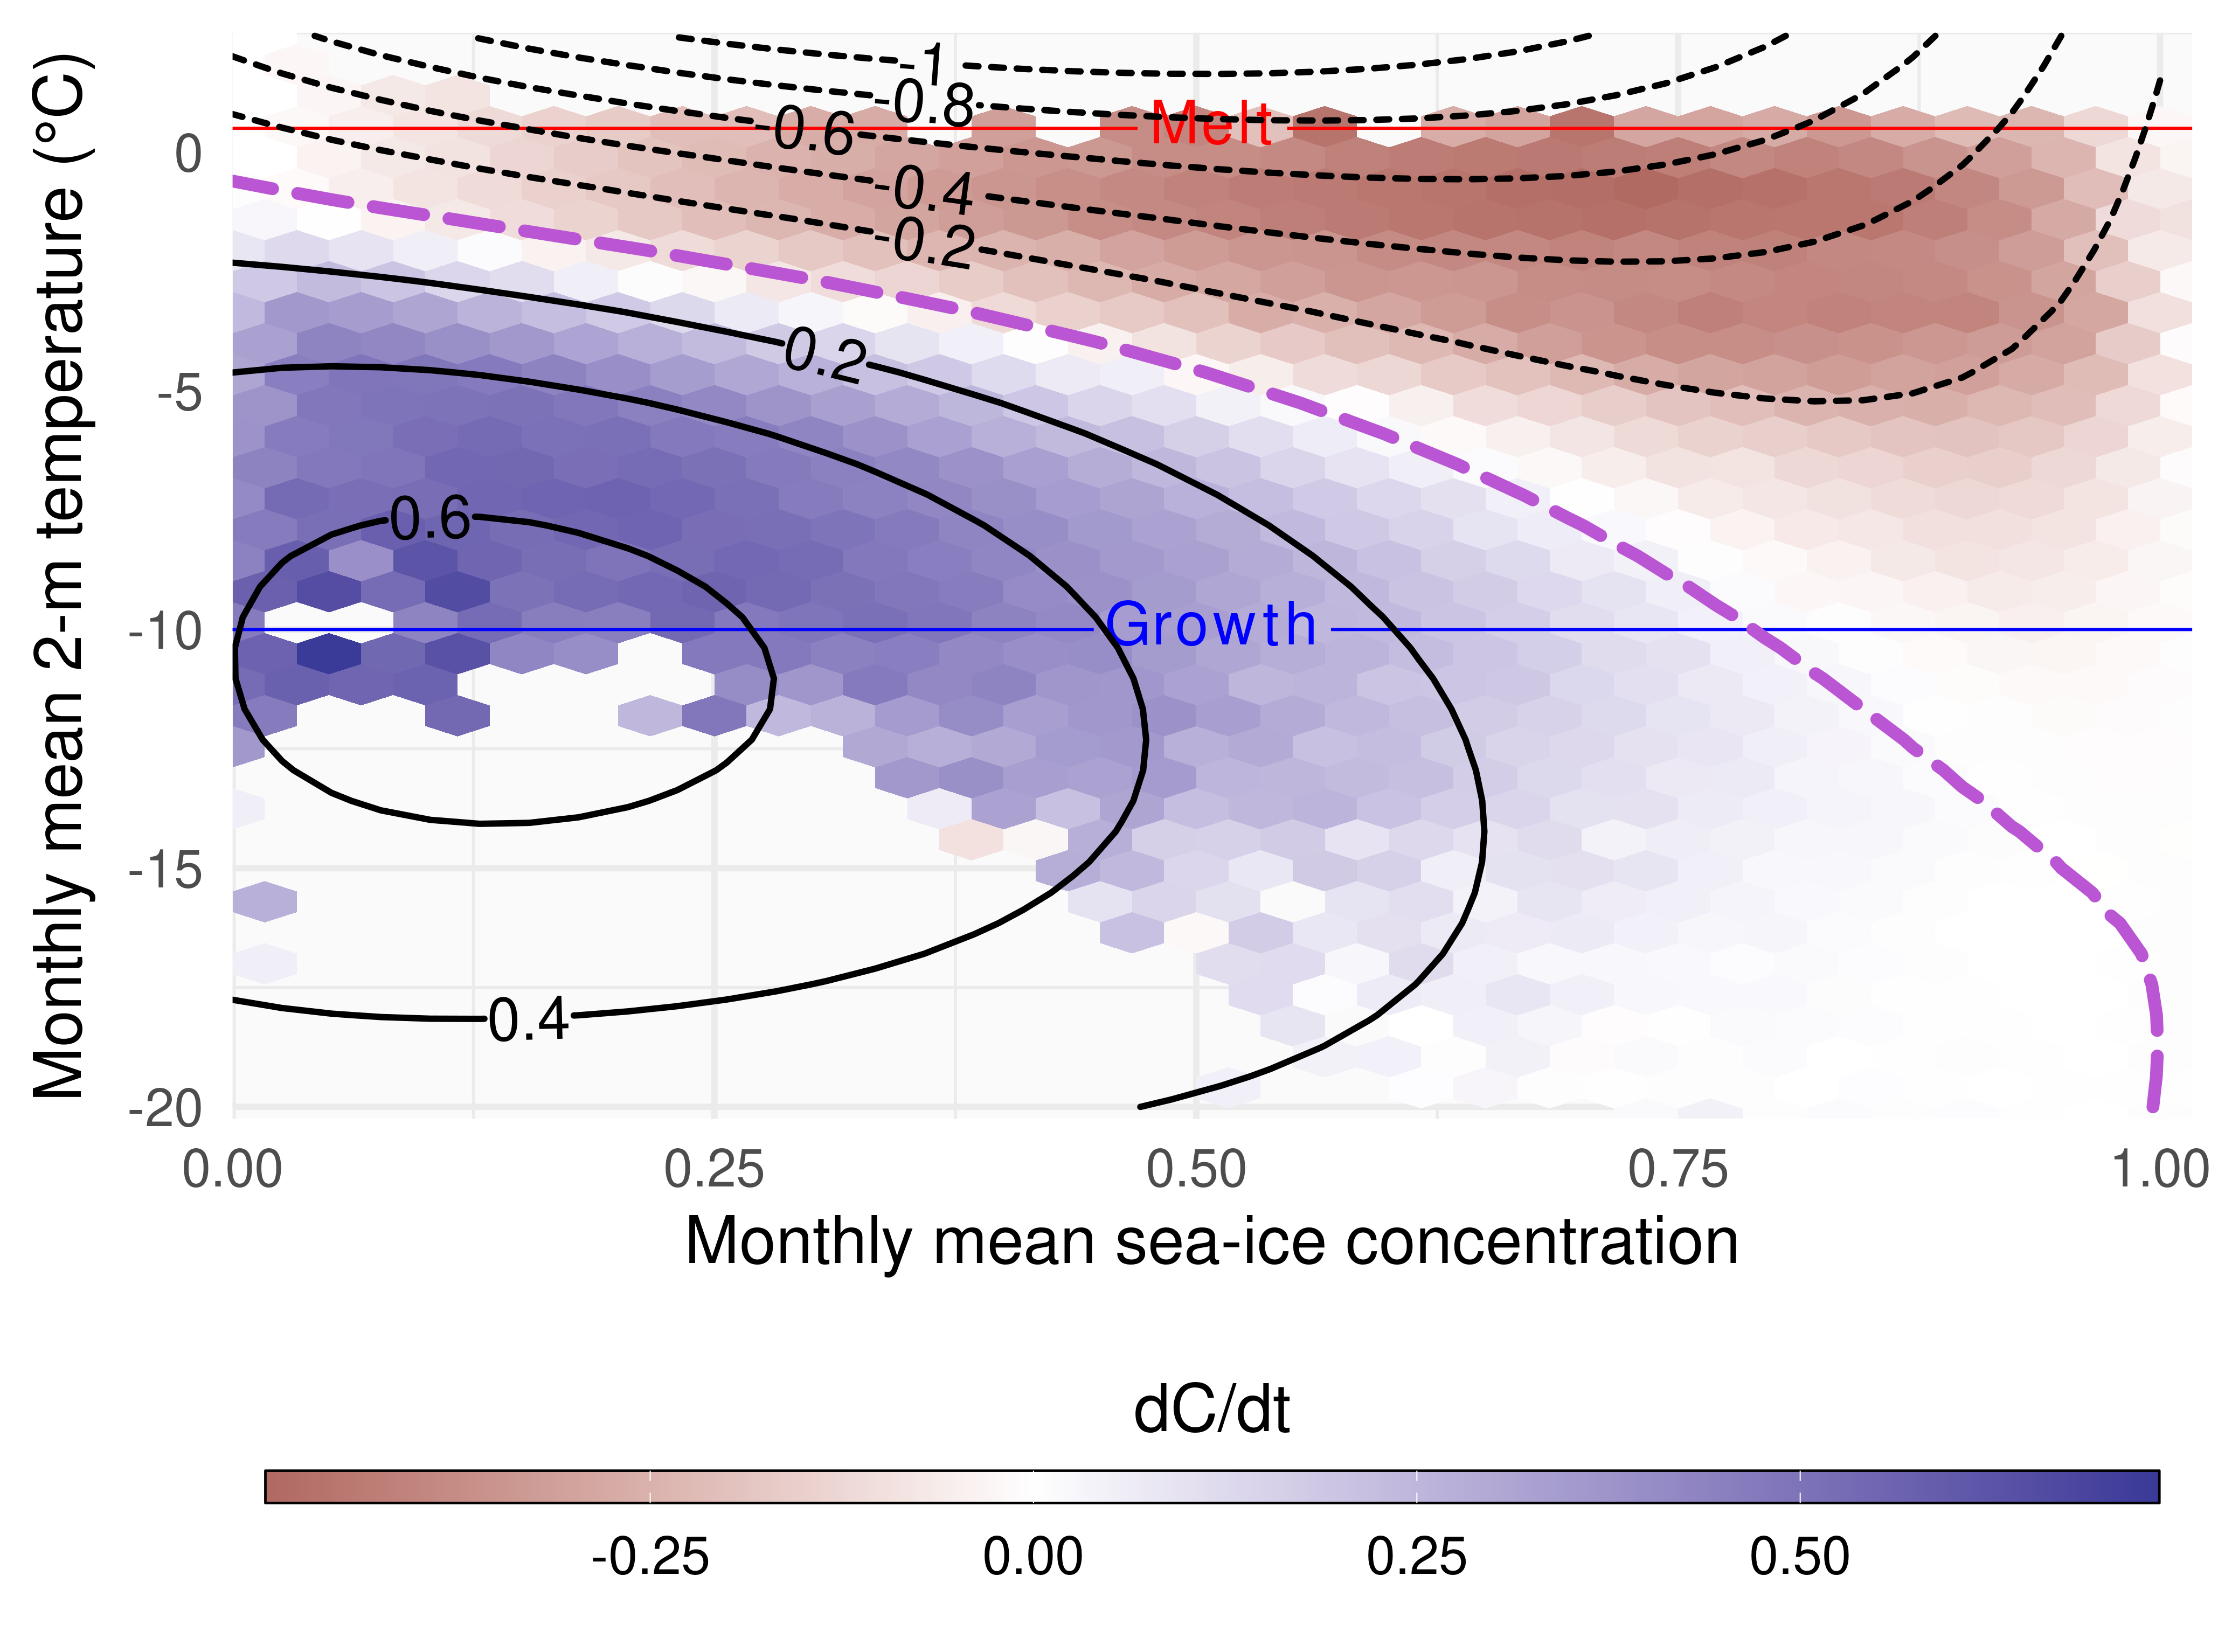 Monthly mean 2-m temperature (°C)
0
-5
-10
-15
-20
-1
-0.8
-0.6
-0.4
-0.2
Melt
0.2
0.6
Growth
0.4
0.00 0.25 0.50 0.75 1.00
Monthly mean sea-ice concentration
dC/dt
-0.25 0.00 0.25 0.50